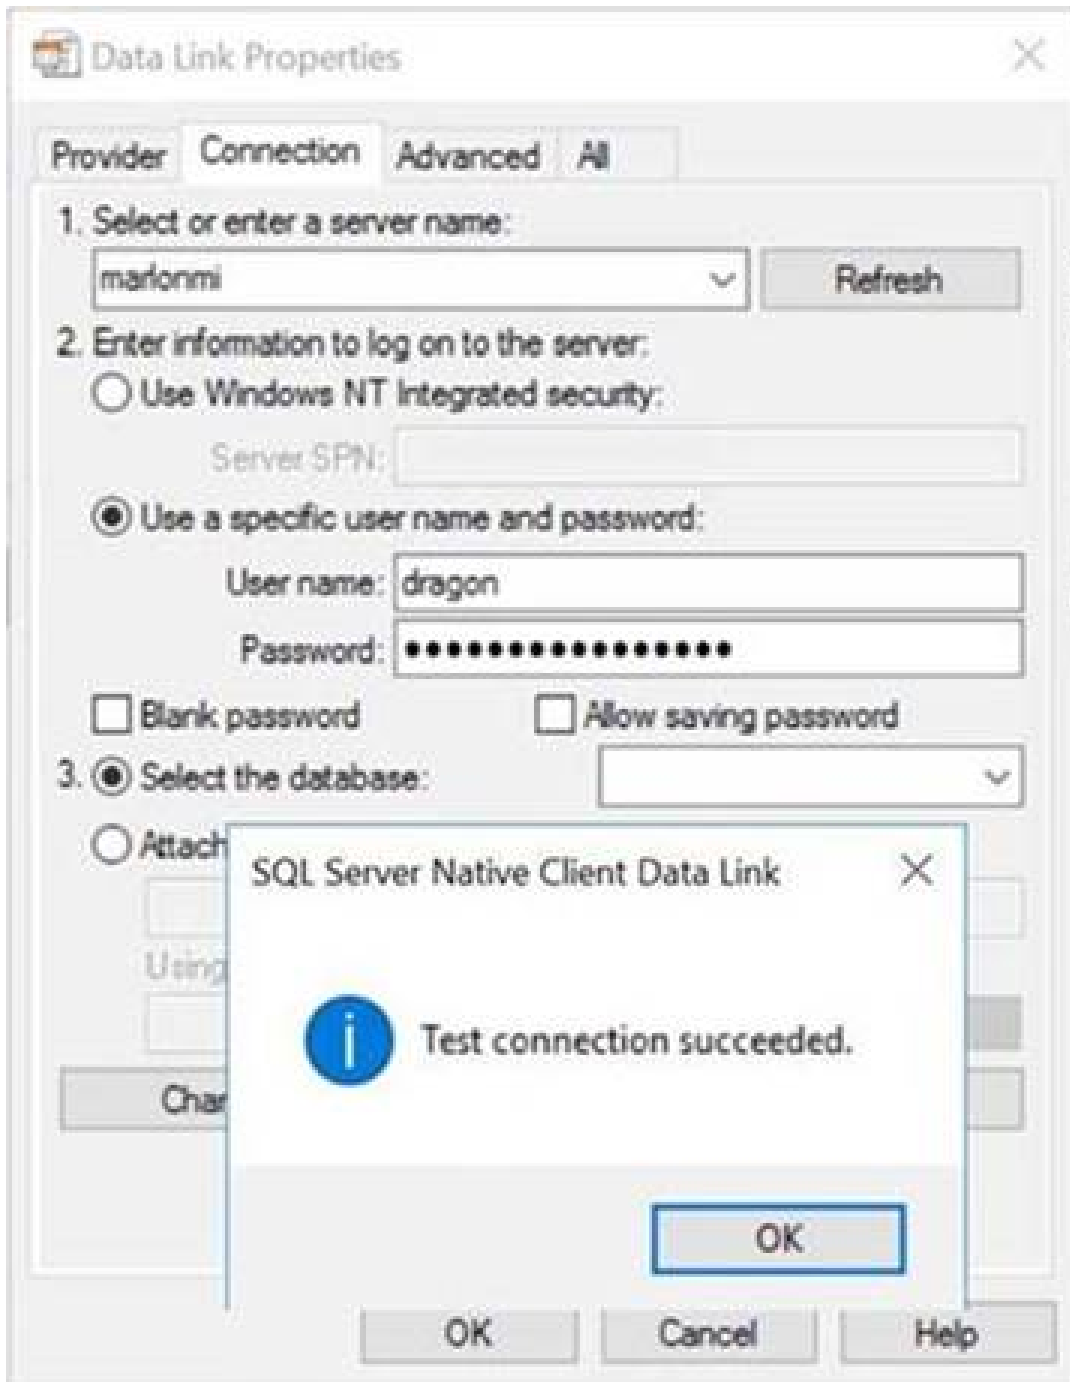 Data Link Properties
Provider Connection Advanced All
1. Select or enter a server name:
marlonmi
Refresh
2. Enter information to log on to the server:
Use Windows NT Integrated security:
Server SPN:
Use a specific user name and password:
User name: dragon
Password: ••••••••••••••••
Blank password
Allow saving password
3. Select the database:
Attach
SQL Server Native Client Data Link
Using
Test connection succeeded.
Char
OK
OK Cancel Help